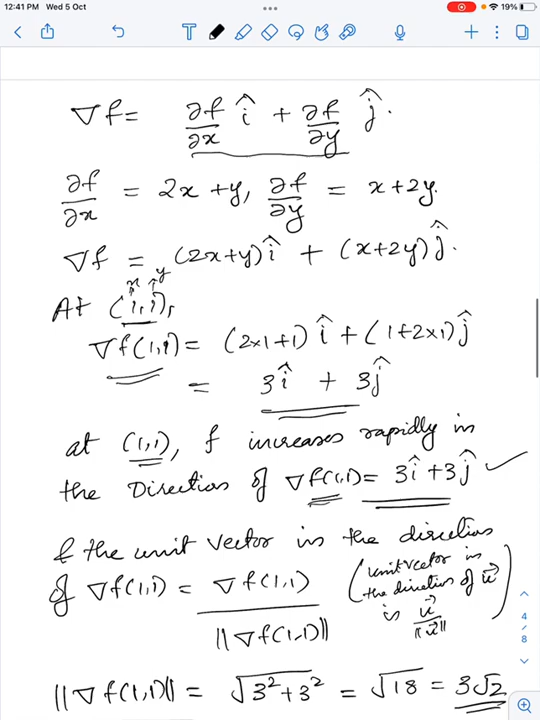 12:41 PM Wed 5 Oct
19%
∇f = ∂f/∂x î + ∂f/∂y ĵ.
∂f/∂x = 2x + y, ∂f/∂y = x + 2y.
∇f = (2x+y) î + (x+2y) ĵ.
x y
At (1,1),
∇f(1,1) = (2×1+1) î + (1+2×1) ĵ
= 3î + 3ĵ
at (1,1), f increases rapidly in
the Direction of ∇f(1,1) = 3î + 3ĵ ✓
& the unit vector in the direction
of ∇f(1,1) = ∇f(1,1) / ||∇f(1,1)|| (unit vector in
the direction of u⃗
is u⃗ / ||u⃗||)
||∇f(1,1)|| = √3²+3² = √18 = 3√2
4
/
8